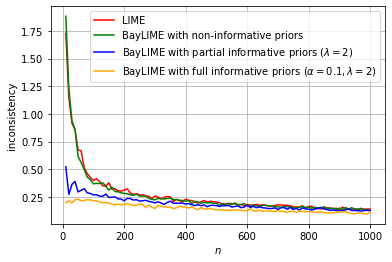 LIME
BayLIME with non-informative priors
BayLIME with partial informative priors (λ = 2)
BayLIME with full informative priors (α = 0.1, λ = 2)
1.75
1.50
1.25
1.00
0.75
0.50
0.25
inconsistency
0 200 400 600 800 1000
n